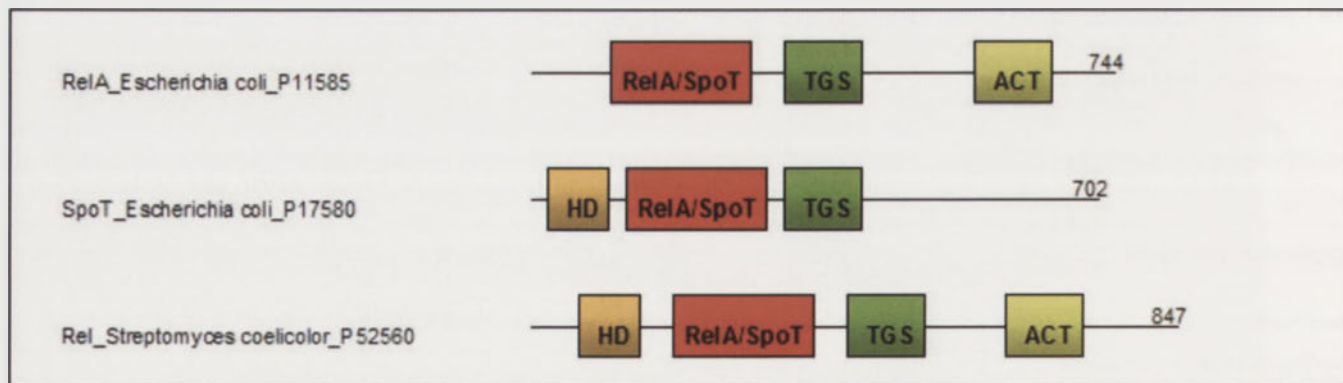 RelA_Escherichia coli_P11585 RelA/SpoT TGS ACT 744
SpoT_Escherichia coli_P17580 HD RelA/SpoT TGS 702
Rel_Streptomyces coelicolor_P52560 HD RelA/SpoT TGS ACT 847